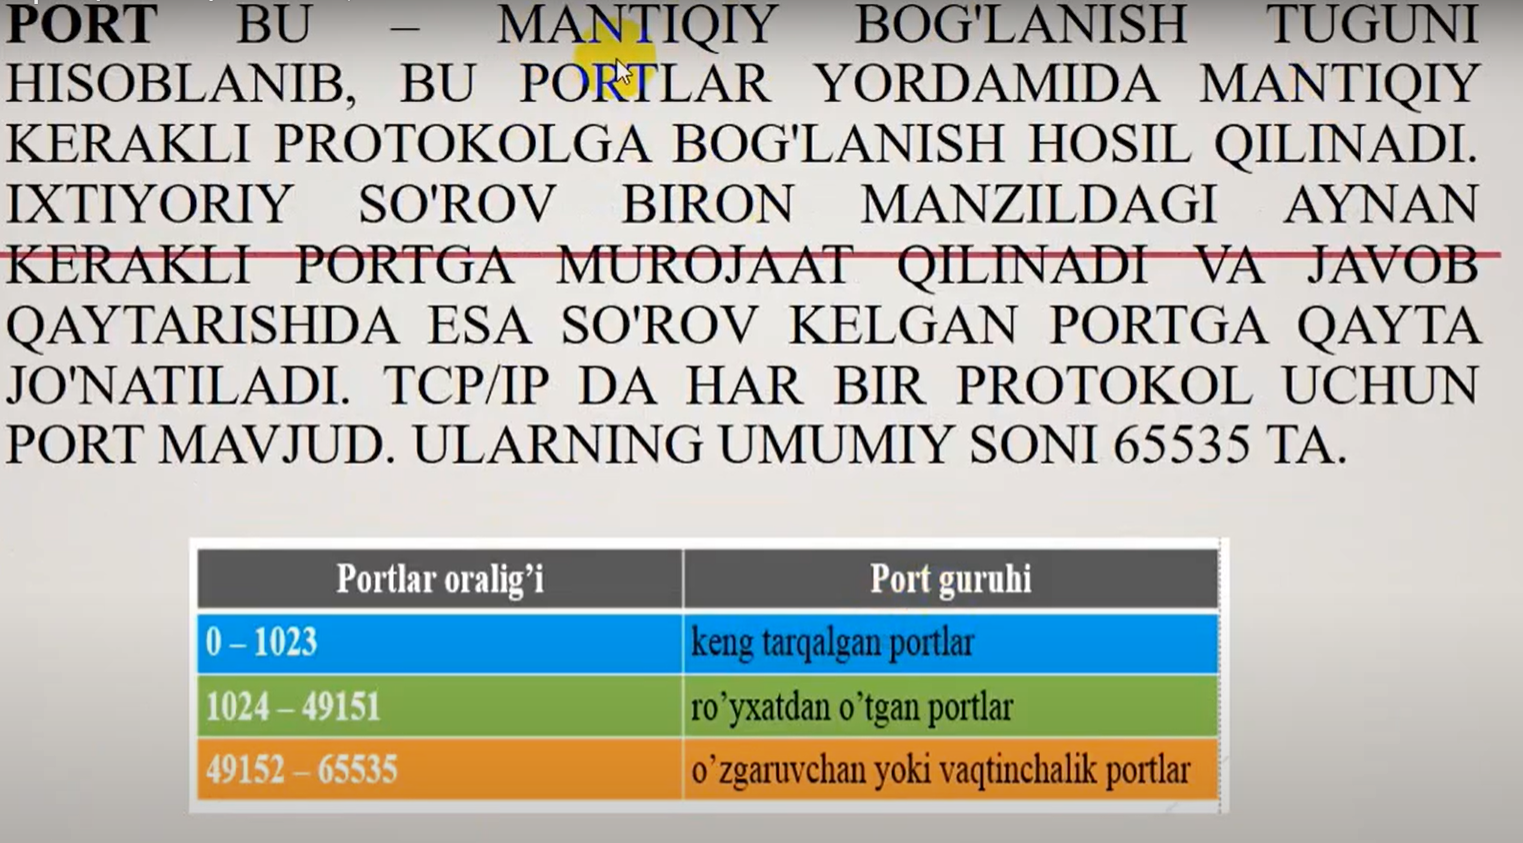 PORT BU – MANTIQIY BOG'LANISH TUGUNI
HISOBLANIB, BU PORTLAR YORDAMIDA MANTIQIY
KERAKLI PROTOKOLGA BOG'LANISH HOSIL QILINADI.
IXTIYORIY SO'ROV BIRON MANZILDAGI AYNAN
KERAKLI PORTGA MUROJAAT QILINADI VA JAVOB
QAYTARISHDA ESA SO'ROV KELGAN PORTGA QAYTA
JO'NATILADI. TCP/IP DA HAR BIR PROTOKOL UCHUN
PORT MAVJUD. ULARNING UMUMIY SONI 65535 TA.
Portlar oralig’i Port guruhi
0 – 1023 keng tarqalgan portlar
1024 – 49151 ro’yxatdan o’tgan portlar
49152 – 65535 o’zgaruvchan yoki vaqtinchalik portlar